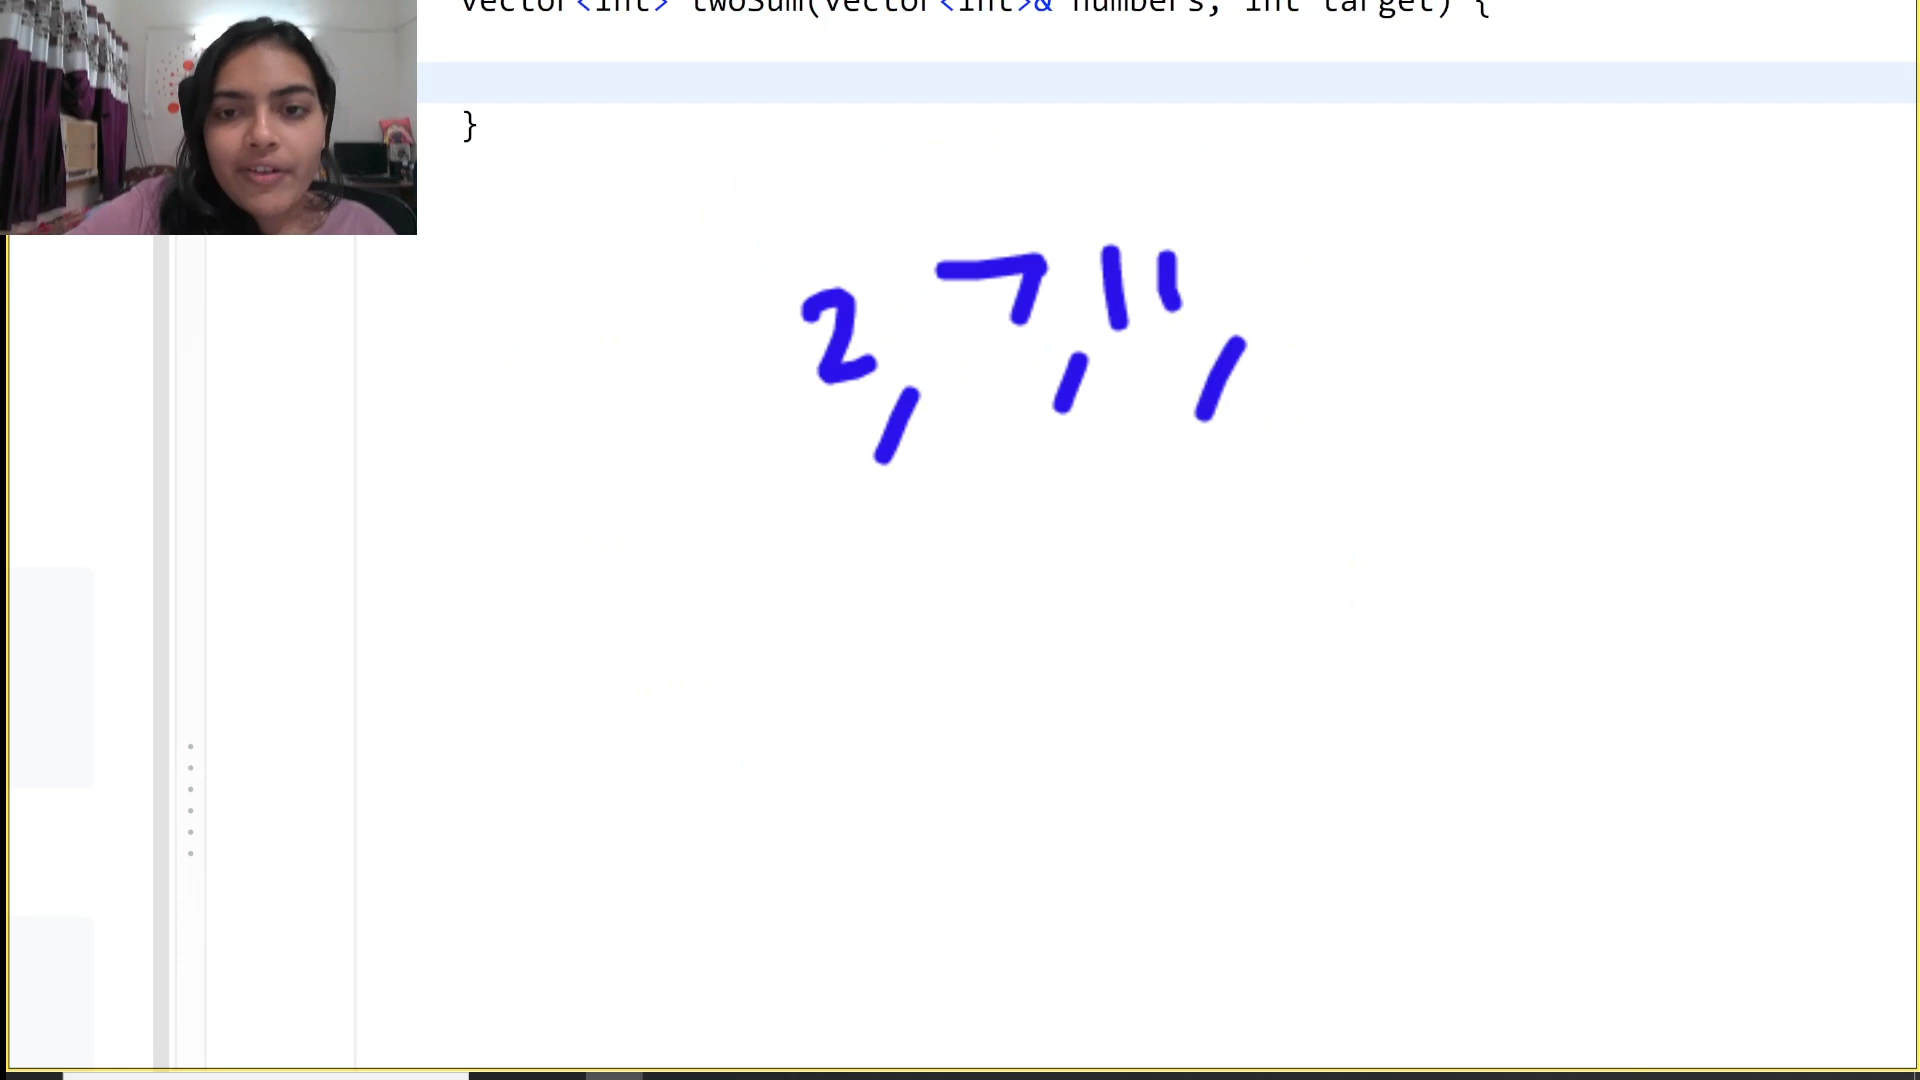 vector<int> twoSum(vector<int>& numbers, int target) {
}
2, 7, 11,